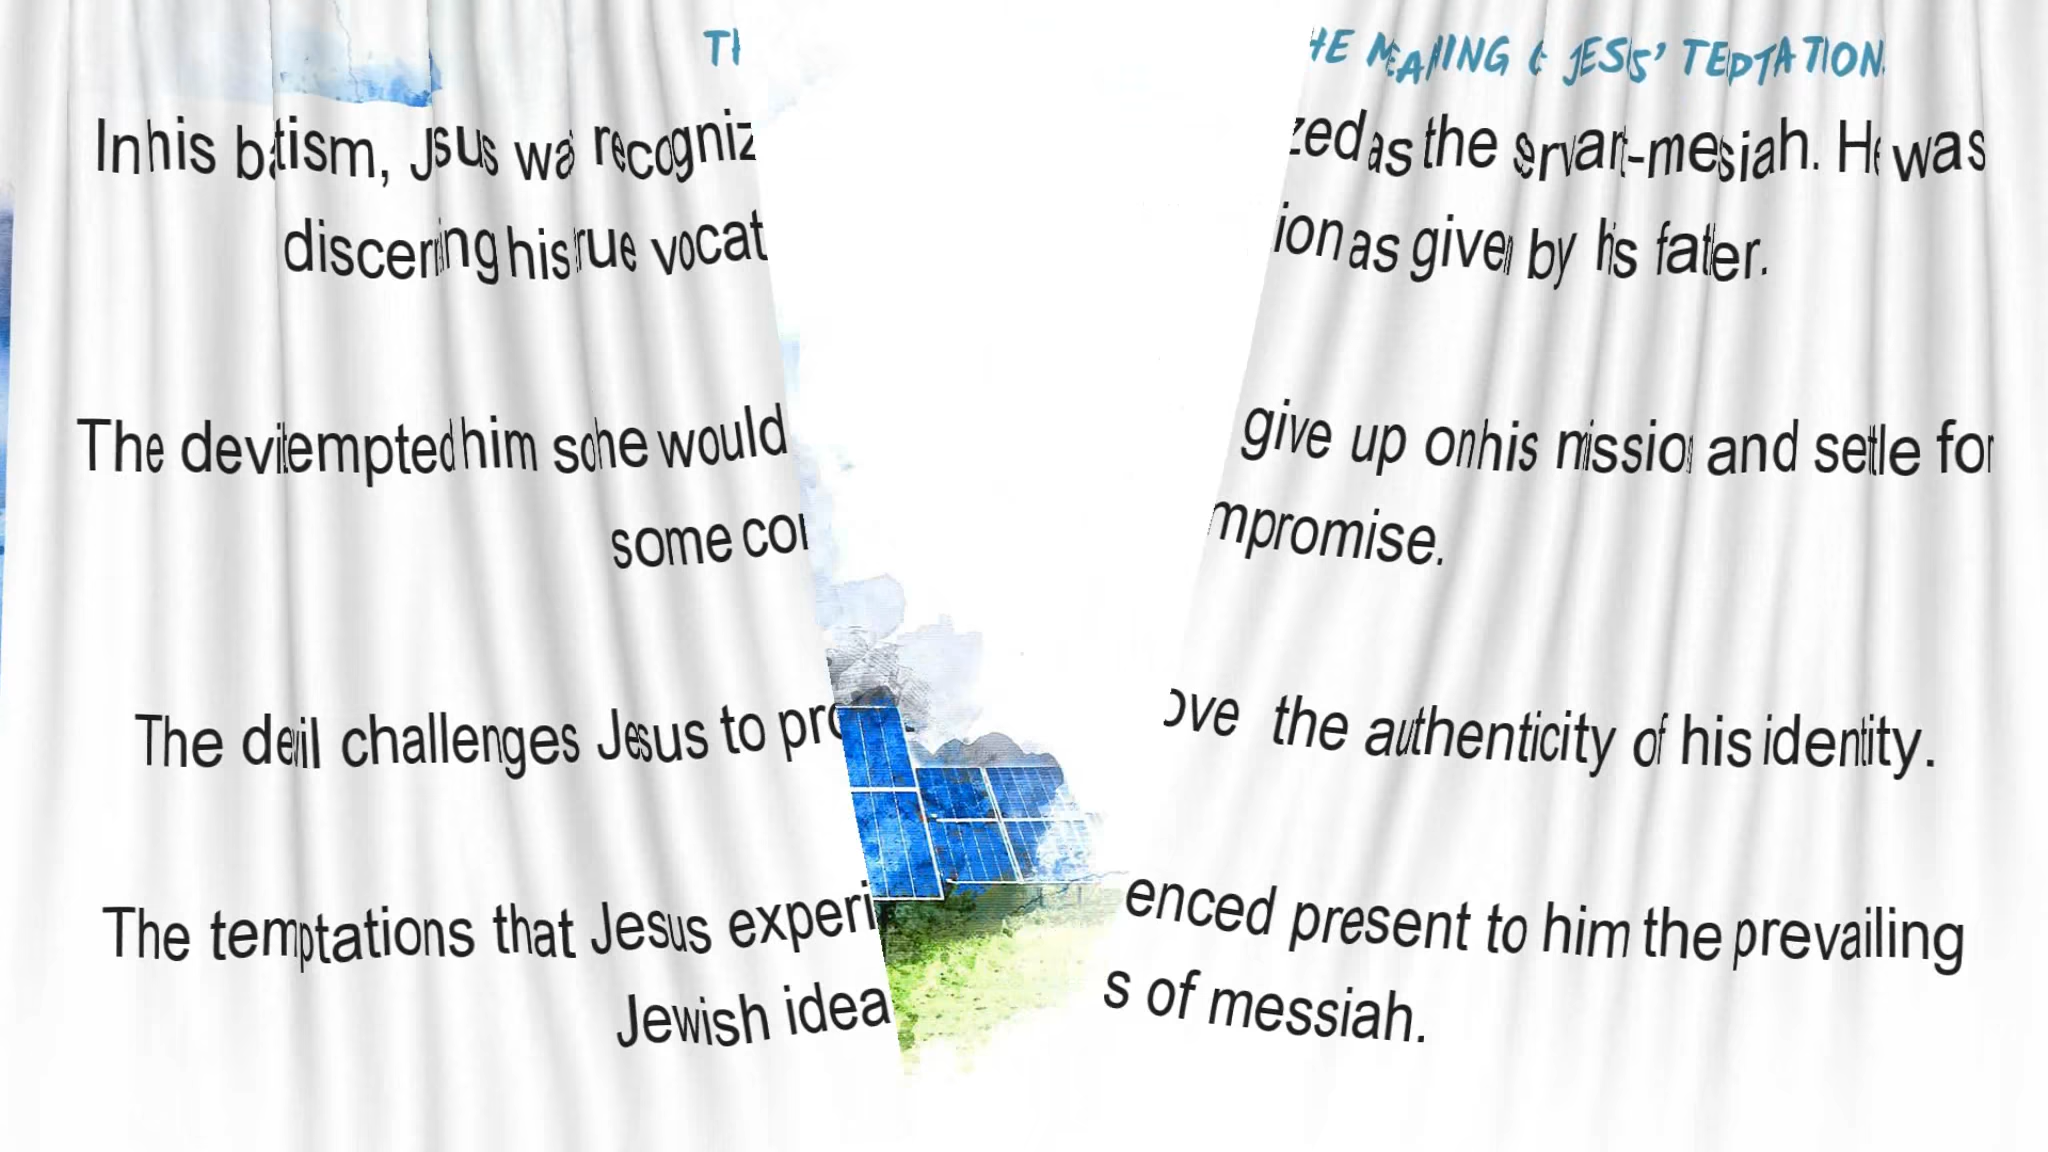 THE MEANING OF JESUS' TEMPTATION
In his baptism, Jesus was recognized as the servant-messiah. He was
discerning his true vocation as given by his father.
The devil tempted him so he would give up on his mission and settle for
some compromise.
The devil challenges Jesus to prove the authenticity of his identity.
The temptations that Jesus experienced present to him the prevailing
Jewish ideas of messiah.